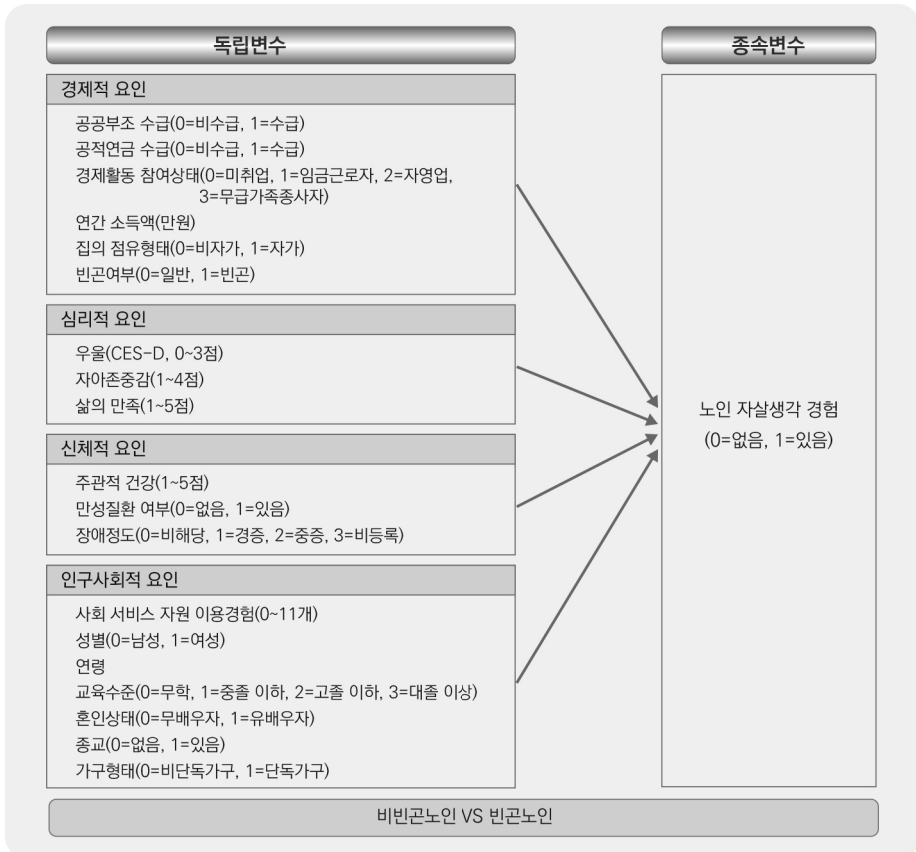 독립변수
종속변수
경제적 요인
공공부조 수급(0=비수급, 1=수급)
공적연금 수급(0=비수급, 1=수급)
경제활동 참여상태(0=미취업, 1=임금근로자, 2=자영업,
3=무급가족종사자)
연간 소득액(만원)
집의 점유형태(0=비자가, 1=자가)
빈곤여부(0=일반, 1=빈곤)
심리적 요인
우울(CES-D, 0~3점)
자아존중감(1~4점)
삶의 만족(1~5점)
신체적 요인
주관적 건강(1~5점)
만성질환 여부(0=없음, 1=있음)
장애정도(0=비해당, 1=경증, 2=중증, 3=비등록)
인구사회적 요인
사회 서비스 자원 이용경험(0~11개)
성별(0=남성, 1=여성)
연령
교육수준(0=무학, 1=중졸 이하, 2=고졸 이하, 3=대졸 이상)
혼인상태(0=무배우자, 1=유배우자)
종교(0=없음, 1=있음)
가구형태(0=비단독가구, 1=단독가구)
노인 자살생각 경험
(0=없음, 1=있음)
비빈곤노인 VS 빈곤노인